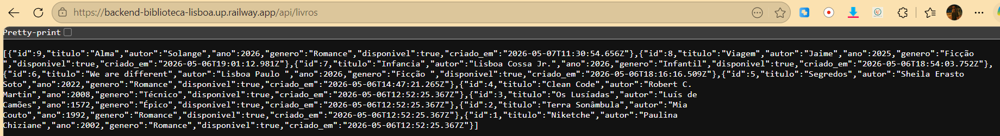 https://backend-biblioteca-lisboa.up.railway.app/api/livros
Pretty-print
[{"id":9,"titulo":"Alma","autor":"Solange","ano":2026,"genero":"Romance","disponivel":true,"criado_em":"2026-05-07T11:30:54.656Z"},{"id":8,"titulo":"Viagem","autor":"Jaime","ano":2025,"genero":"Ficção
","disponivel":true,"criado_em":"2026-05-06T19:01:12.981Z"},{"id":7,"titulo":"Infancia","autor":"Lisboa Cossa Jr.","ano":2026,"genero":"Infantil","disponivel":true,"criado_em":"2026-05-06T18:54:03.752Z"},
{"id":6,"titulo":"We are different","autor":"Lisboa Paulo ","ano":2026,"genero":"Ficção ","disponivel":true,"criado_em":"2026-05-06T18:16:16.509Z"},{"id":5,"titulo":"Segredos","autor":"Sheila Erasto
Soto","ano":2022,"genero":"Romance","disponivel":true,"criado_em":"2026-05-06T14:47:21.265Z"},{"id":4,"titulo":"Clean Code","autor":"Robert C.
Martin","ano":2008,"genero":"Técnico","disponivel":true,"criado_em":"2026-05-06T12:52:25.367Z"},{"id":3,"titulo":"Os Lusíadas","autor":"Luís de
Camões","ano":1572,"genero":"Épico","disponivel":true,"criado_em":"2026-05-06T12:52:25.367Z"},{"id":2,"titulo":"Terra Sonâmbula","autor":"Mia
Couto","ano":1992,"genero":"Romance","disponivel":true,"criado_em":"2026-05-06T12:52:25.367Z"},{"id":1,"titulo":"Niketche","autor":"Paulina
Chiziane","ano":2002,"genero":"Romance","disponivel":true,"criado_em":"2026-05-06T12:52:25.367Z"}]